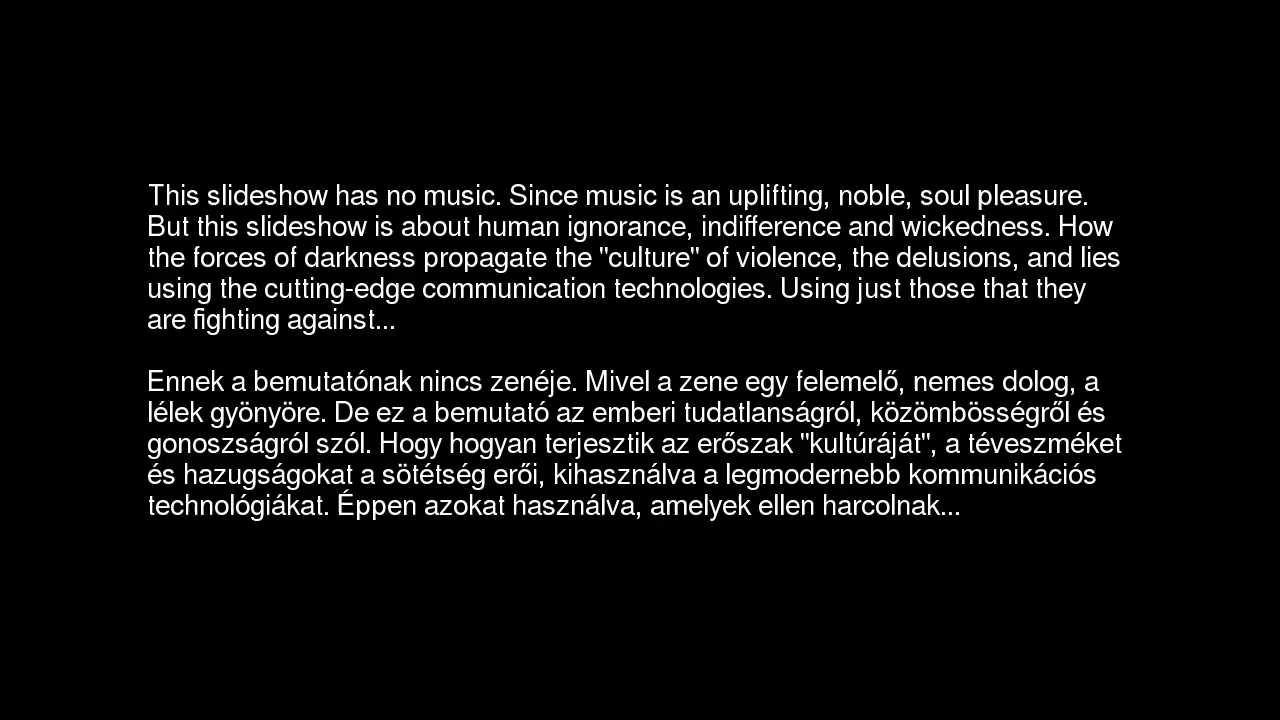 This slideshow has no music. Since music is an uplifting, noble, soul pleasure.
But this slideshow is about human ignorance, indifference and wickedness. How
the forces of darkness propagate the "culture" of violence, the delusions, and lies
using the cutting-edge communication technologies. Using just those that they
are fighting against...
Ennek a bemutatónak nincs zenéje. Mivel a zene egy felemelő, nemes dolog, a
lélek gyönyöre. De ez a bemutató az emberi tudatlanságról, közömbösségről és
gonoszságról szól. Hogy hogyan terjesztik az erőszak "kultúráját", a téveszméket
és hazugságokat a sötétség erői, kihasználva a legmodernebb kommunikációs
technológiákat. Éppen azokat használva, amelyek ellen harcolnak...